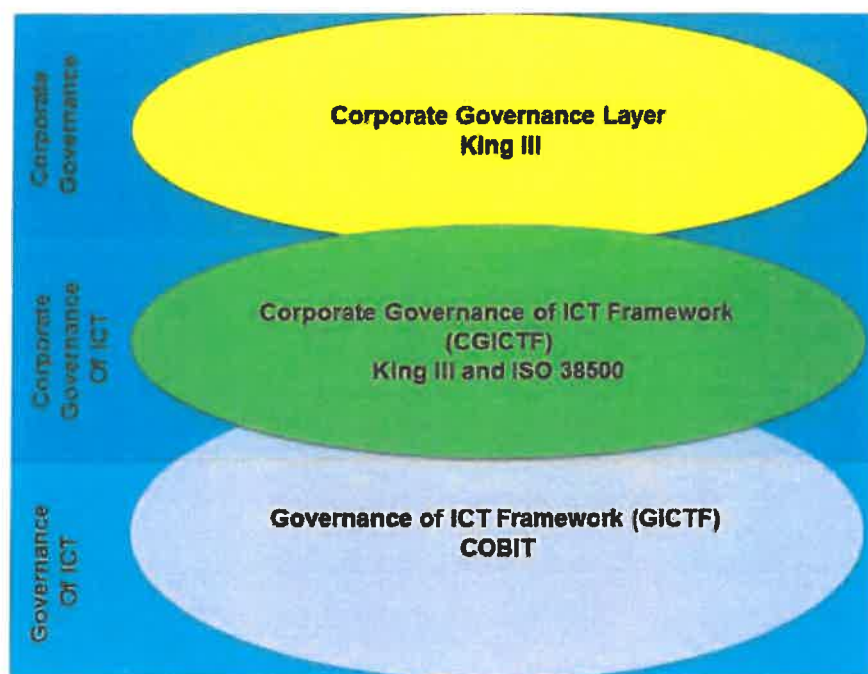 Corporate
Governance
Corporate Governance Layer
King III
Corporate
Governance
Of ICT
Corporate Governance of ICT Framework
(CGICTF)
King III and ISO 38500
Governance
Of ICT
Governance of ICT Framework (GICTF)
COBIT